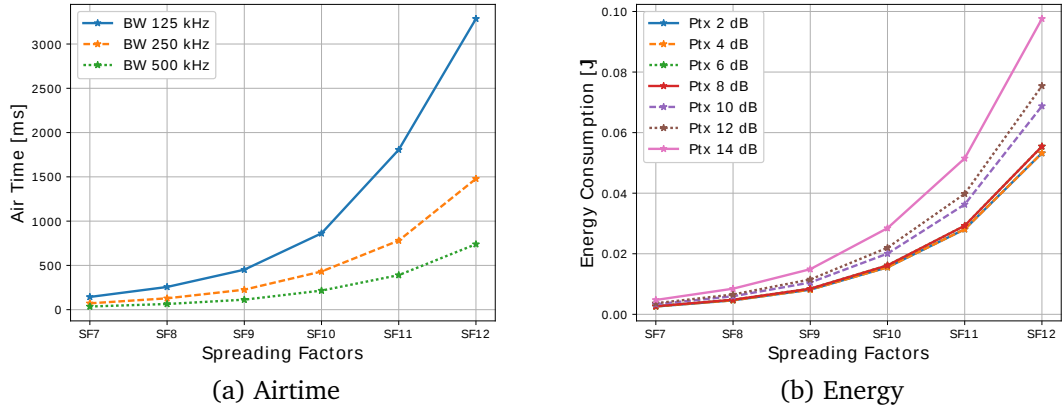 BW 125 kHz
BW 250 kHz
BW 500 kHz
3000
2500
2000
1500
1000
500
0
Air Time [ms]
SF7 SF8 SF9 SF10 SF11 SF12
Spreading Factors
(a) Airtime
Ptx 2 dB
Ptx 4 dB
Ptx 6 dB
Ptx 8 dB
Ptx 10 dB
Ptx 12 dB
Ptx 14 dB
0.10
0.08
0.06
0.04
0.02
0.00
Energy Consumption [J]
SF7 SF8 SF9 SF10 SF11 SF12
Spreading Factors
(b) Energy